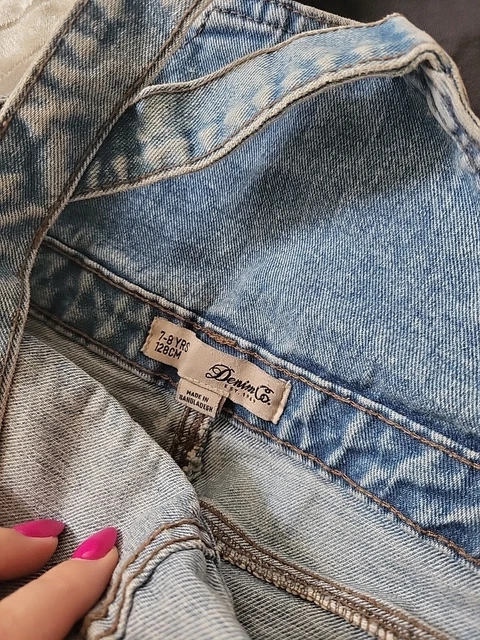 7-8 YRS
128CM
Denim Co.
MADE IN
BANGLADESH